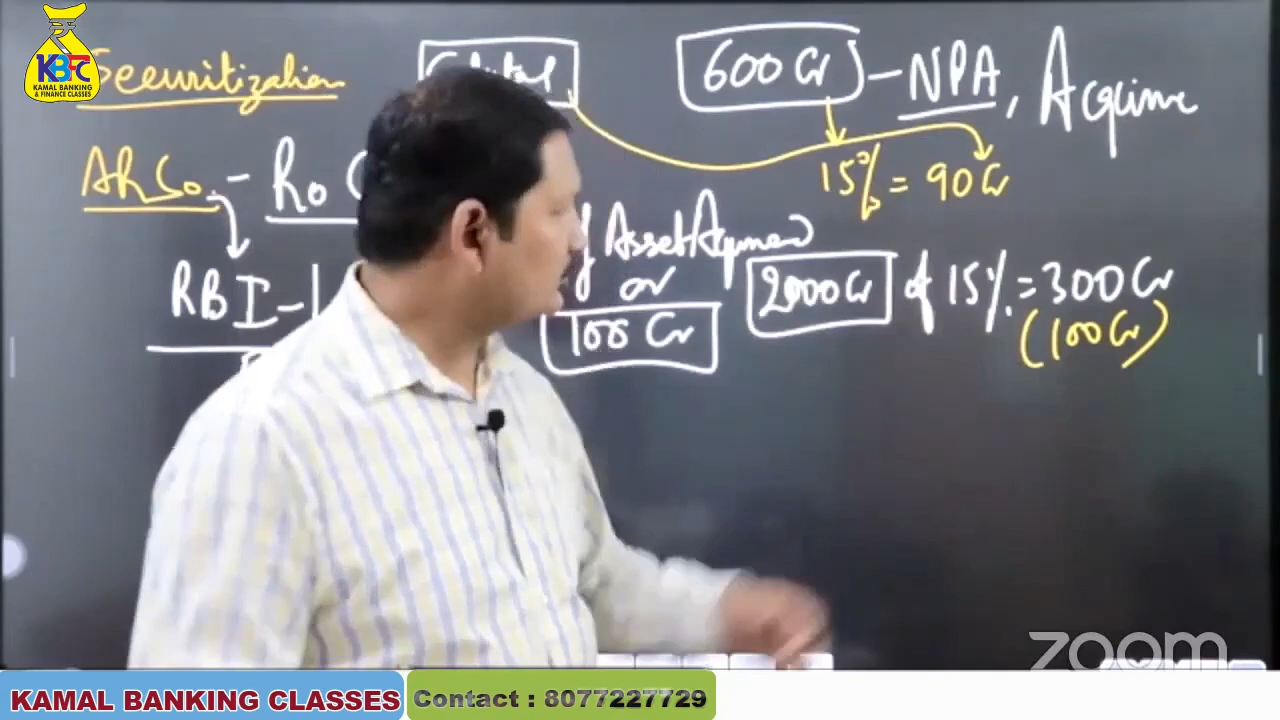 KBFC
KAMAL BANKING
& FINANCE CLASSES
Securitization
600 Cr - NPA, Acquire
15% = 90 Cr
ARCo. - Ro
Asset Acquired
RBI -
or
100 Cr
2000 Cr of 15% = 300 Cr
(100 Cr)
zoom
KAMAL BANKING CLASSES
Contact : 8077227729